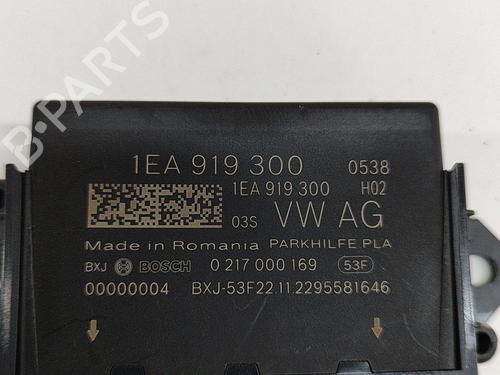 B-PARTS
1EA 919 300 0538
1EA 919 300 H02
03S VW AG
Made in Romania PARKHILFE PLA
BXJ BOSCH 0 217 000 169 53F
00000004 BXJ-53F22.11.2295581646